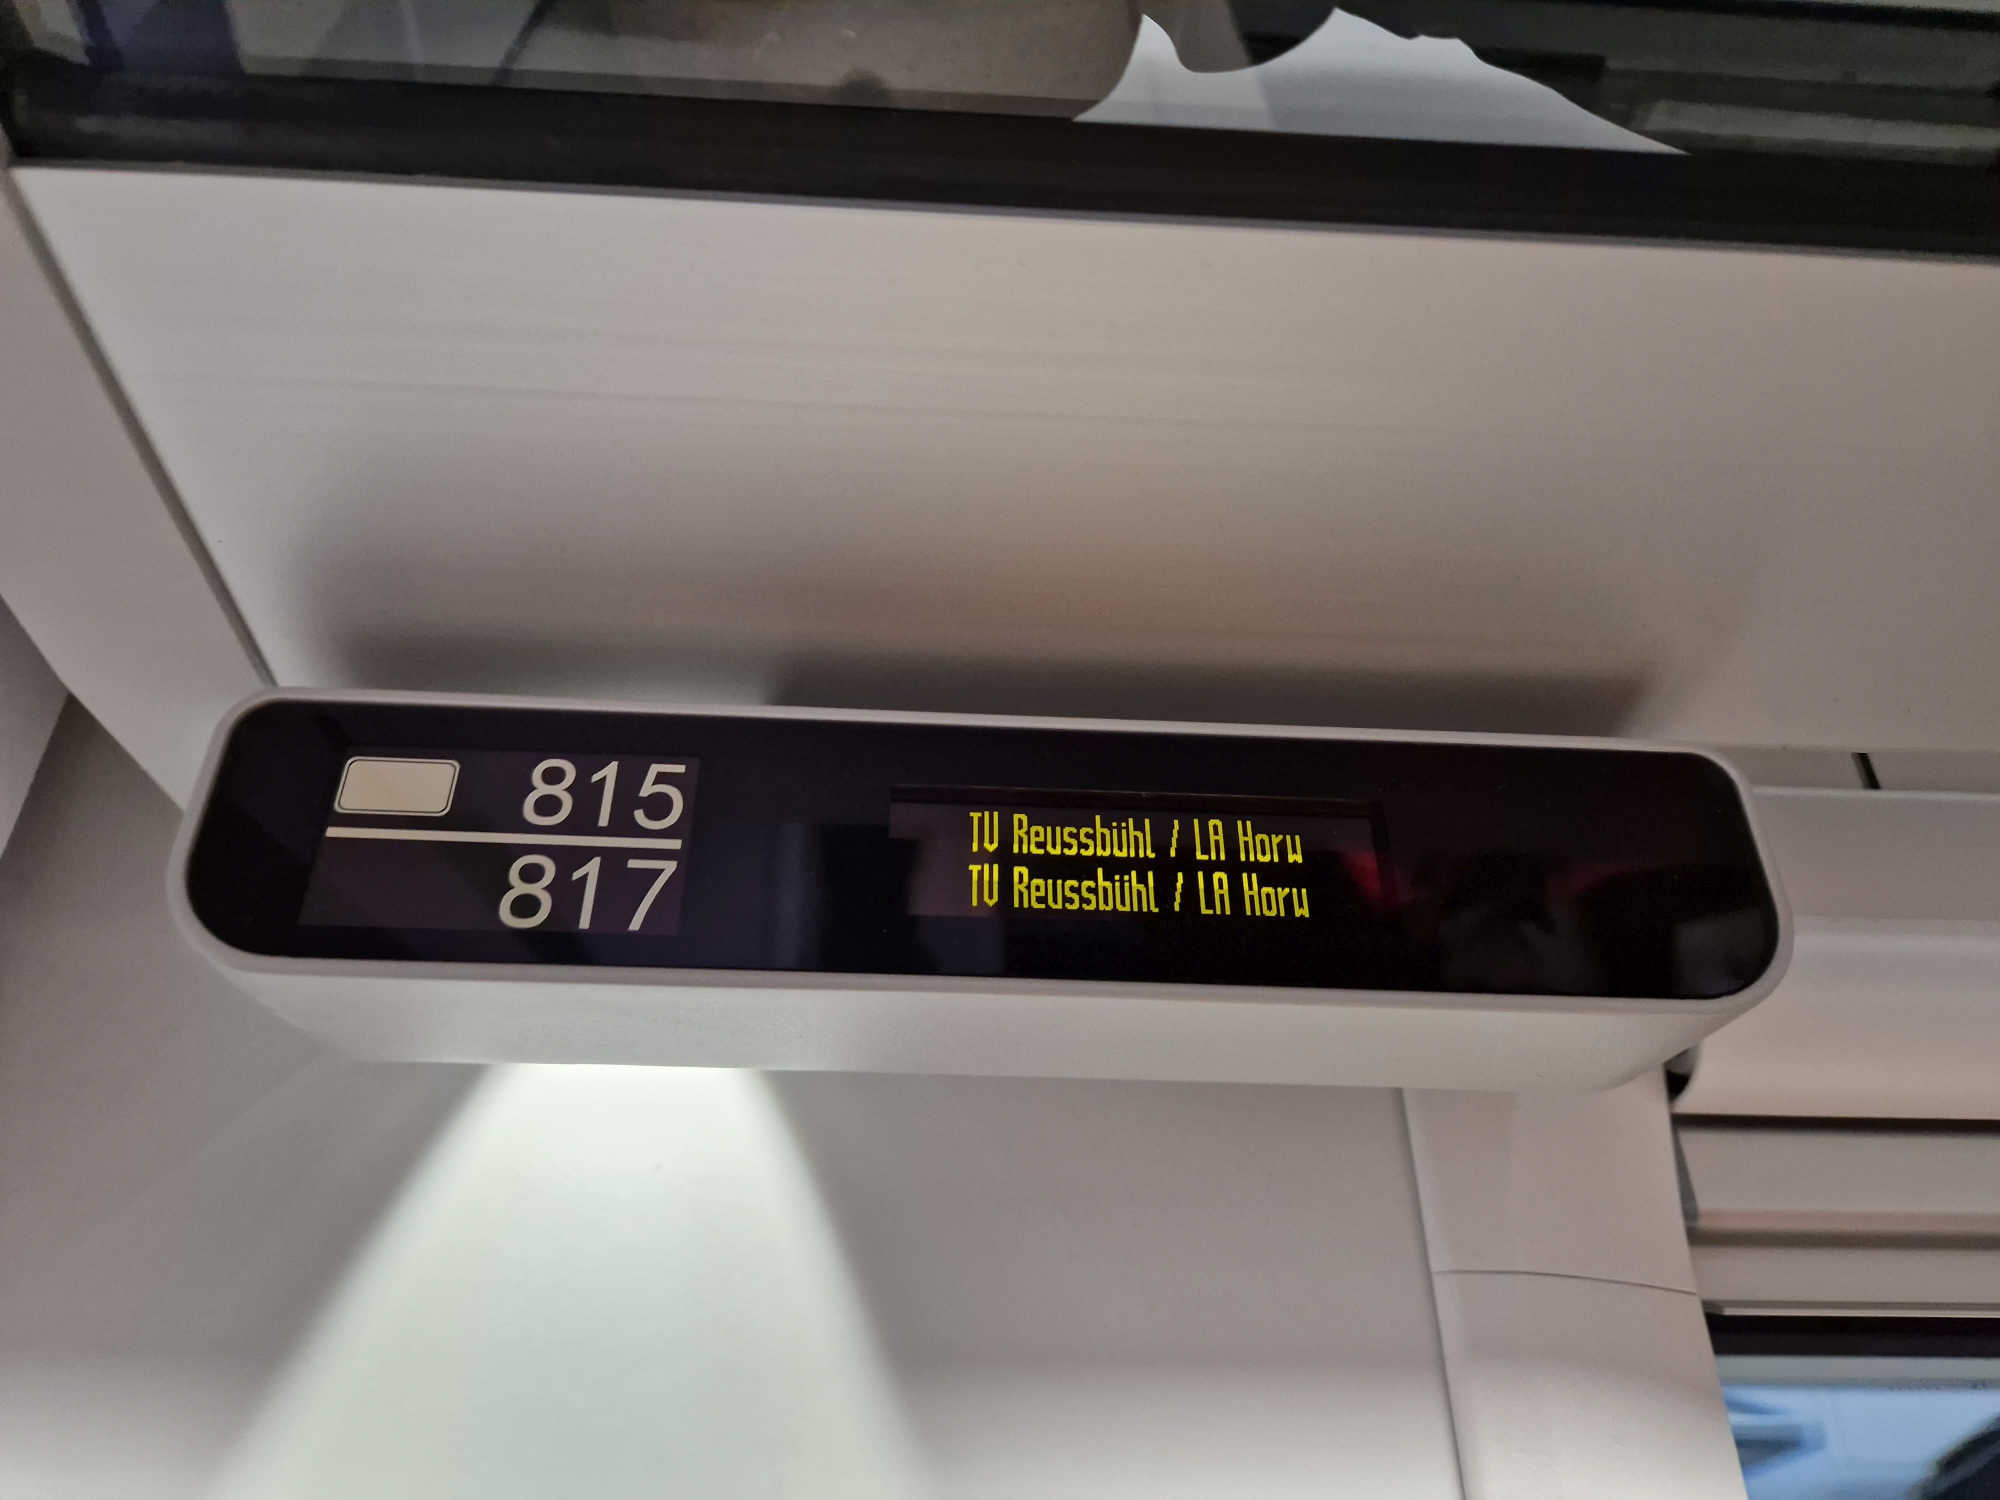 815
817
TV Reussbühl / LA Horw
TV Reussbühl / LA Horw